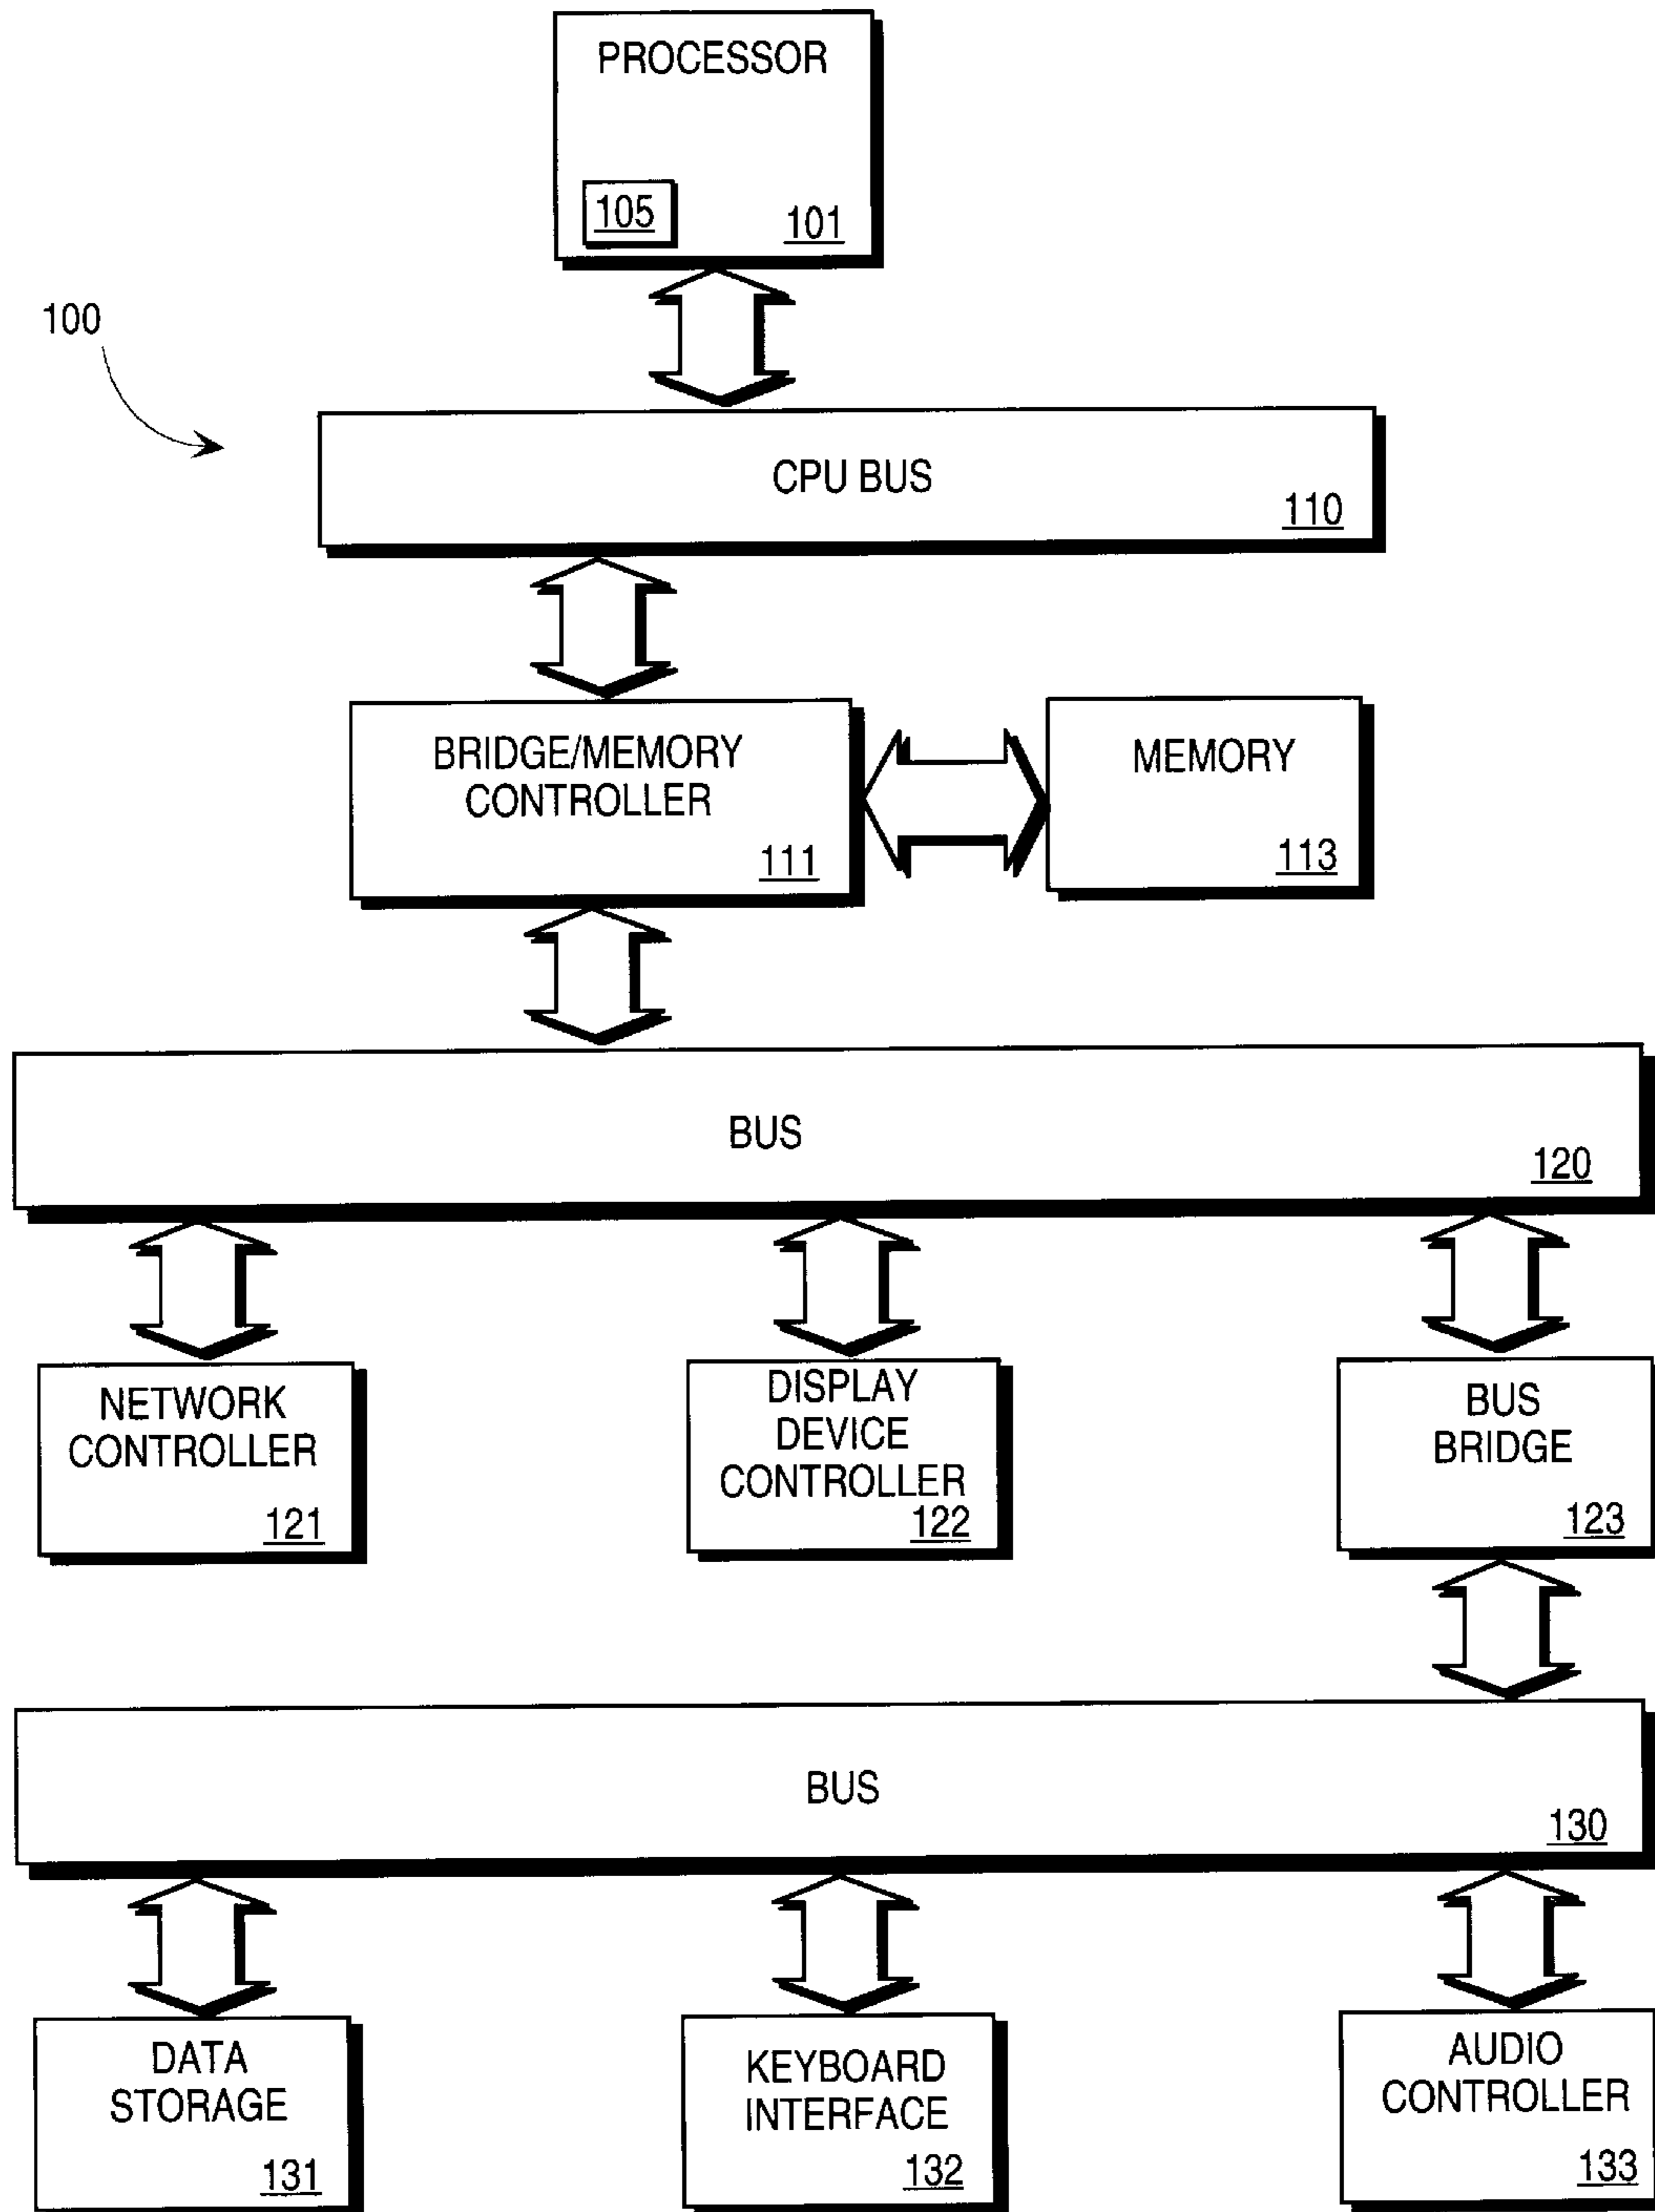 PROCESSOR
105
101
100
CPU BUS
110
BRIDGE/MEMORY
CONTROLLER
111
MEMORY
113
BUS
120
NETWORK
CONTROLLER
121
DISPLAY
DEVICE
CONTROLLER
122
BUS
BRIDGE
123
BUS
130
DATA
STORAGE
131
KEYBOARD
INTERFACE
132
AUDIO
CONTROLLER
133